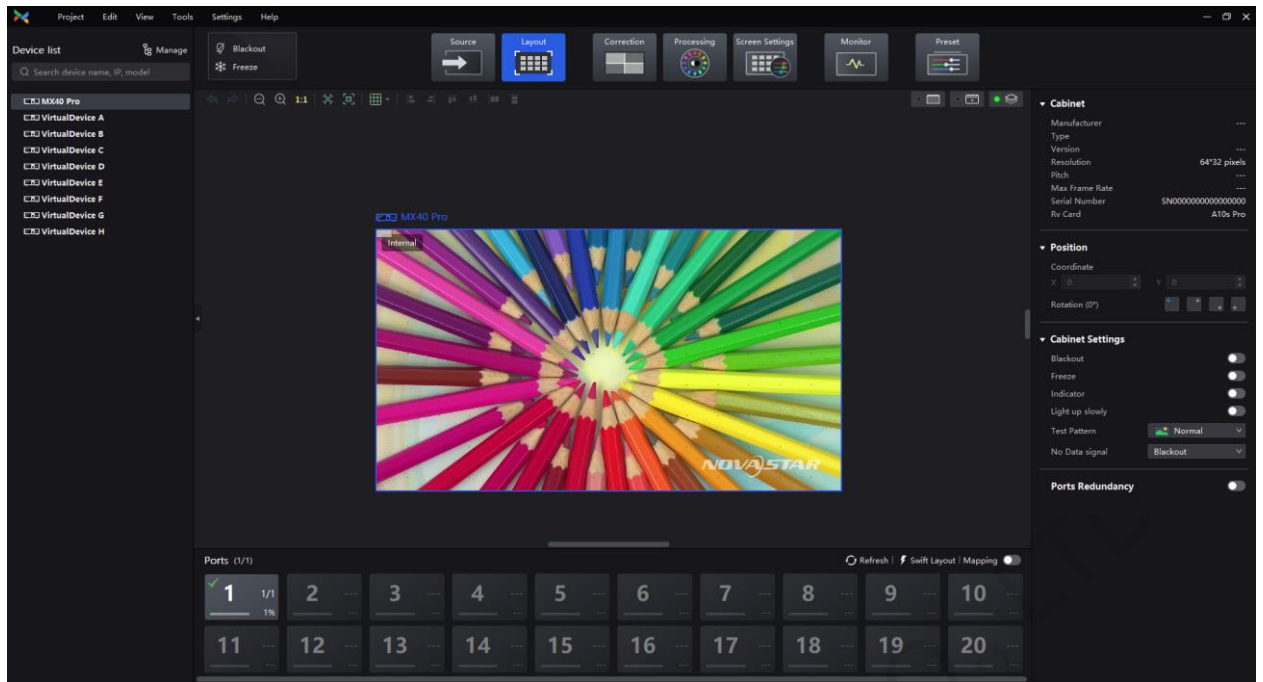 Project Edit View Tools Settings Help
Device list Manage
Search device name, IP, model
MX40 Pro
VirtualDevice A
VirtualDevice B
VirtualDevice C
VirtualDevice D
VirtualDevice E
VirtualDevice F
VirtualDevice G
VirtualDevice H
Blackout
Freeze
Source Layout Correction Processing Screen Settings Monitor Preset
1:1
MX40 Pro
Internal
NOVASTAR
Ports (1/1) Refresh | Swift Layout | Mapping
1 1/1 2 --- 3 --- 4 --- 5 --- 6 --- 7 --- 8 --- 9 --- 10 ---
1% --- --- --- --- --- --- --- --- ---
11 --- 12 --- 13 --- 14 --- 15 --- 16 --- 17 --- 18 --- 19 --- 20 ---
--- --- --- --- --- --- --- --- --- ---
Cabinet
Manufacturer ---
Type
Version ---
Resolution 64*32 pixels
Pitch ---
Max Frame Rate ---
Serial Number SN0000000000000000
Rv Card A10s Pro
Position
Coordinate
X 0 Y 0
Rotation (0°)
Cabinet Settings
Blackout
Freeze
Indicator
Light up slowly
Test Pattern Normal
No Data signal Blackout
Ports Redundancy